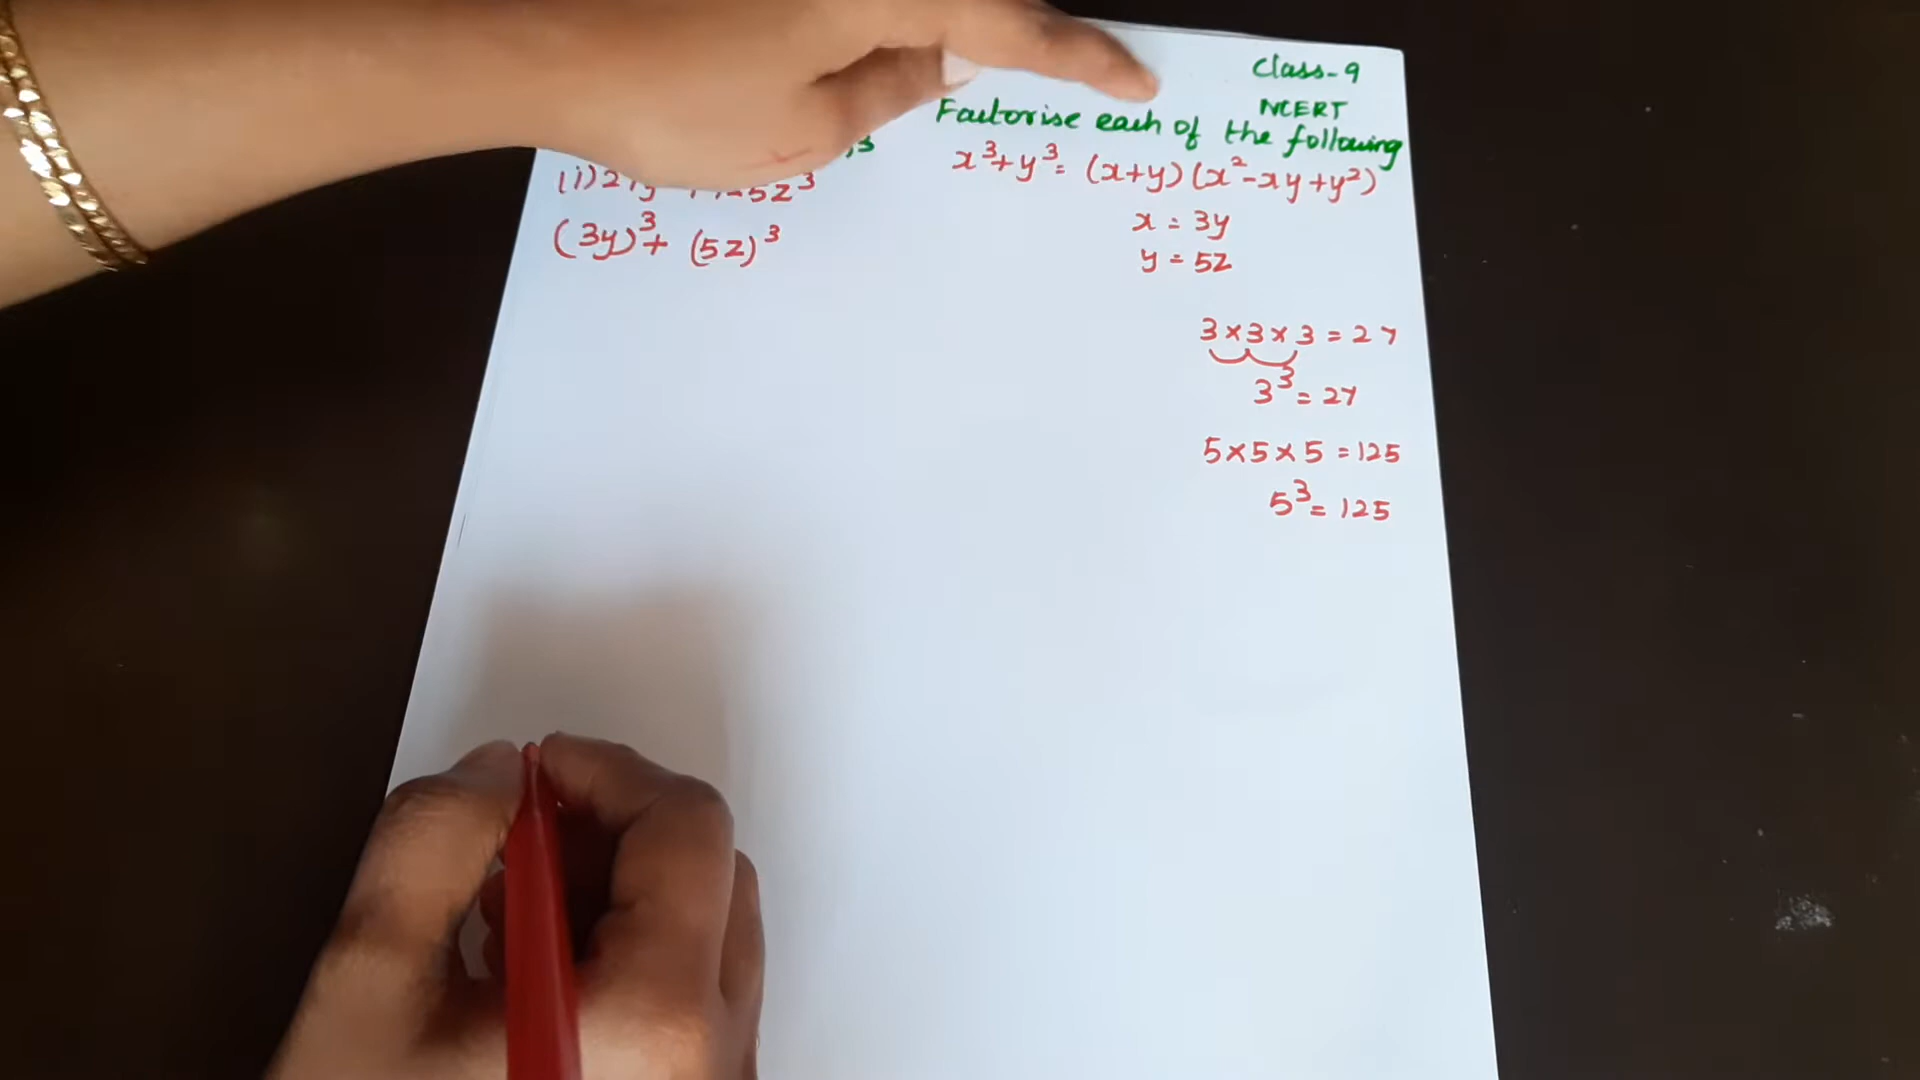 Class-9
NCERT
Factorise each of the following
x³+y³= (x+y)(x²-xy+y²)
(i)
5z³
(3y)³+ (5z)³
x = 3y
y = 5z
3×3×3=27
3³=27
5×5×5=125
5³=125